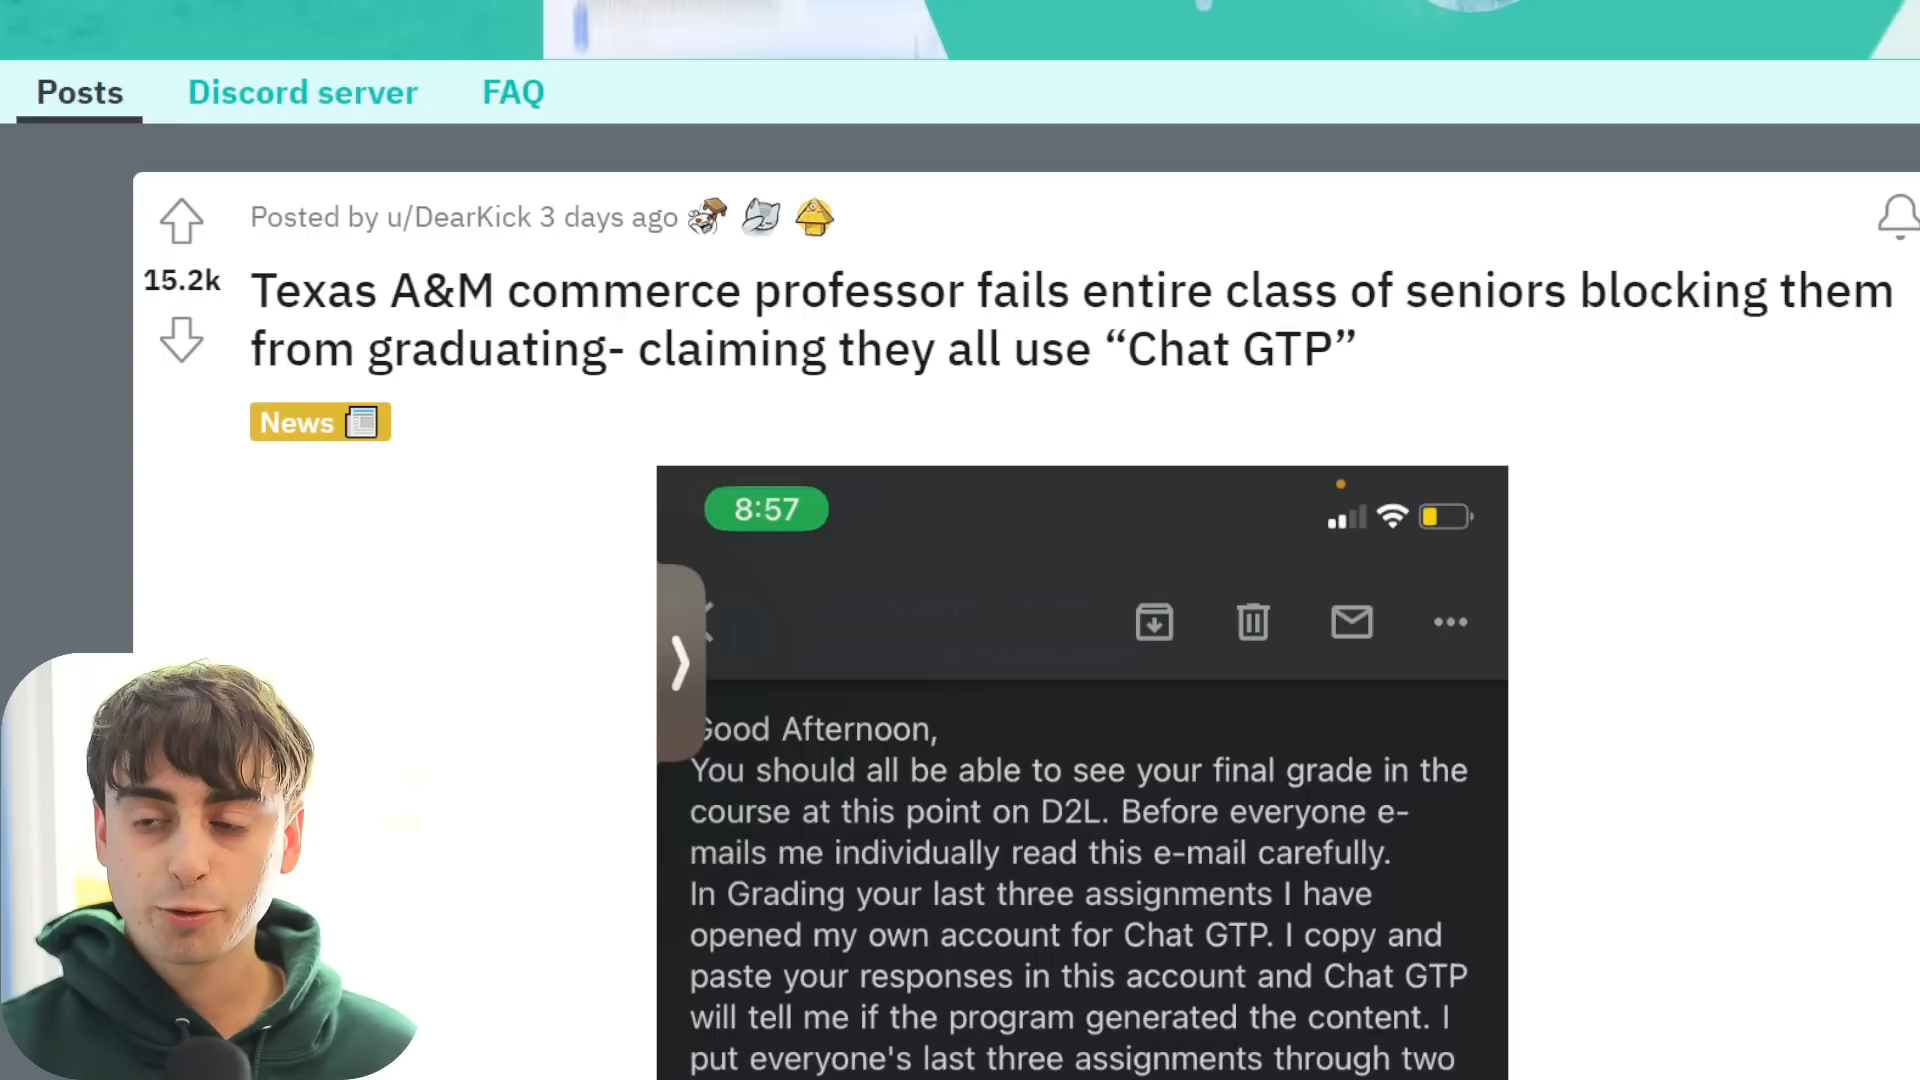 Posts Discord server FAQ
Posted by u/DearKick 3 days ago
15.2k
Texas A&M commerce professor fails entire class of seniors blocking them
from graduating- claiming they all use “Chat GTP”
News
8:57
Good Afternoon,
You should all be able to see your final grade in the
course at this point on D2L. Before everyone e-
mails me individually read this e-mail carefully.
In Grading your last three assignments I have
opened my own account for Chat GTP. I copy and
paste your responses in this account and Chat GTP
will tell me if the program generated the content. I
put everyone's last three assignments through two